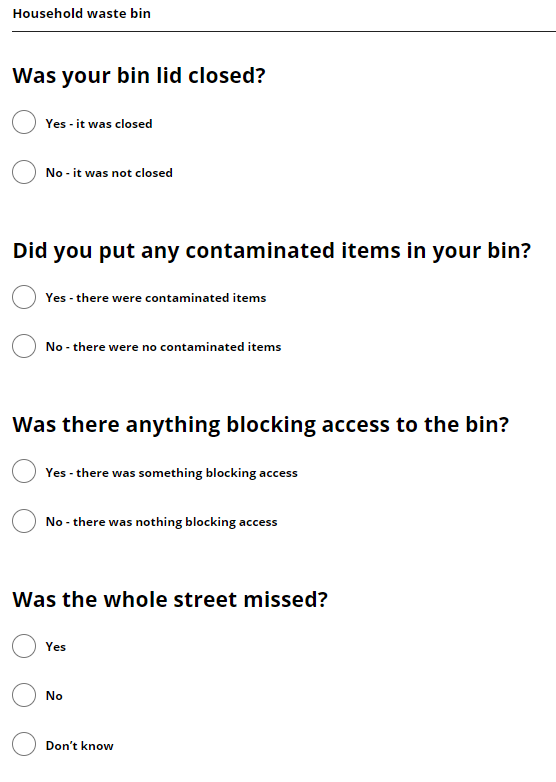 Household waste bin
Was your bin lid closed?
Yes - it was closed
No - it was not closed
Did you put any contaminated items in your bin?
Yes - there were contaminated items
No - there were no contaminated items
Was there anything blocking access to the bin?
Yes - there was something blocking access
No - there was nothing blocking access
Was the whole street missed?
Yes
No
Don't know